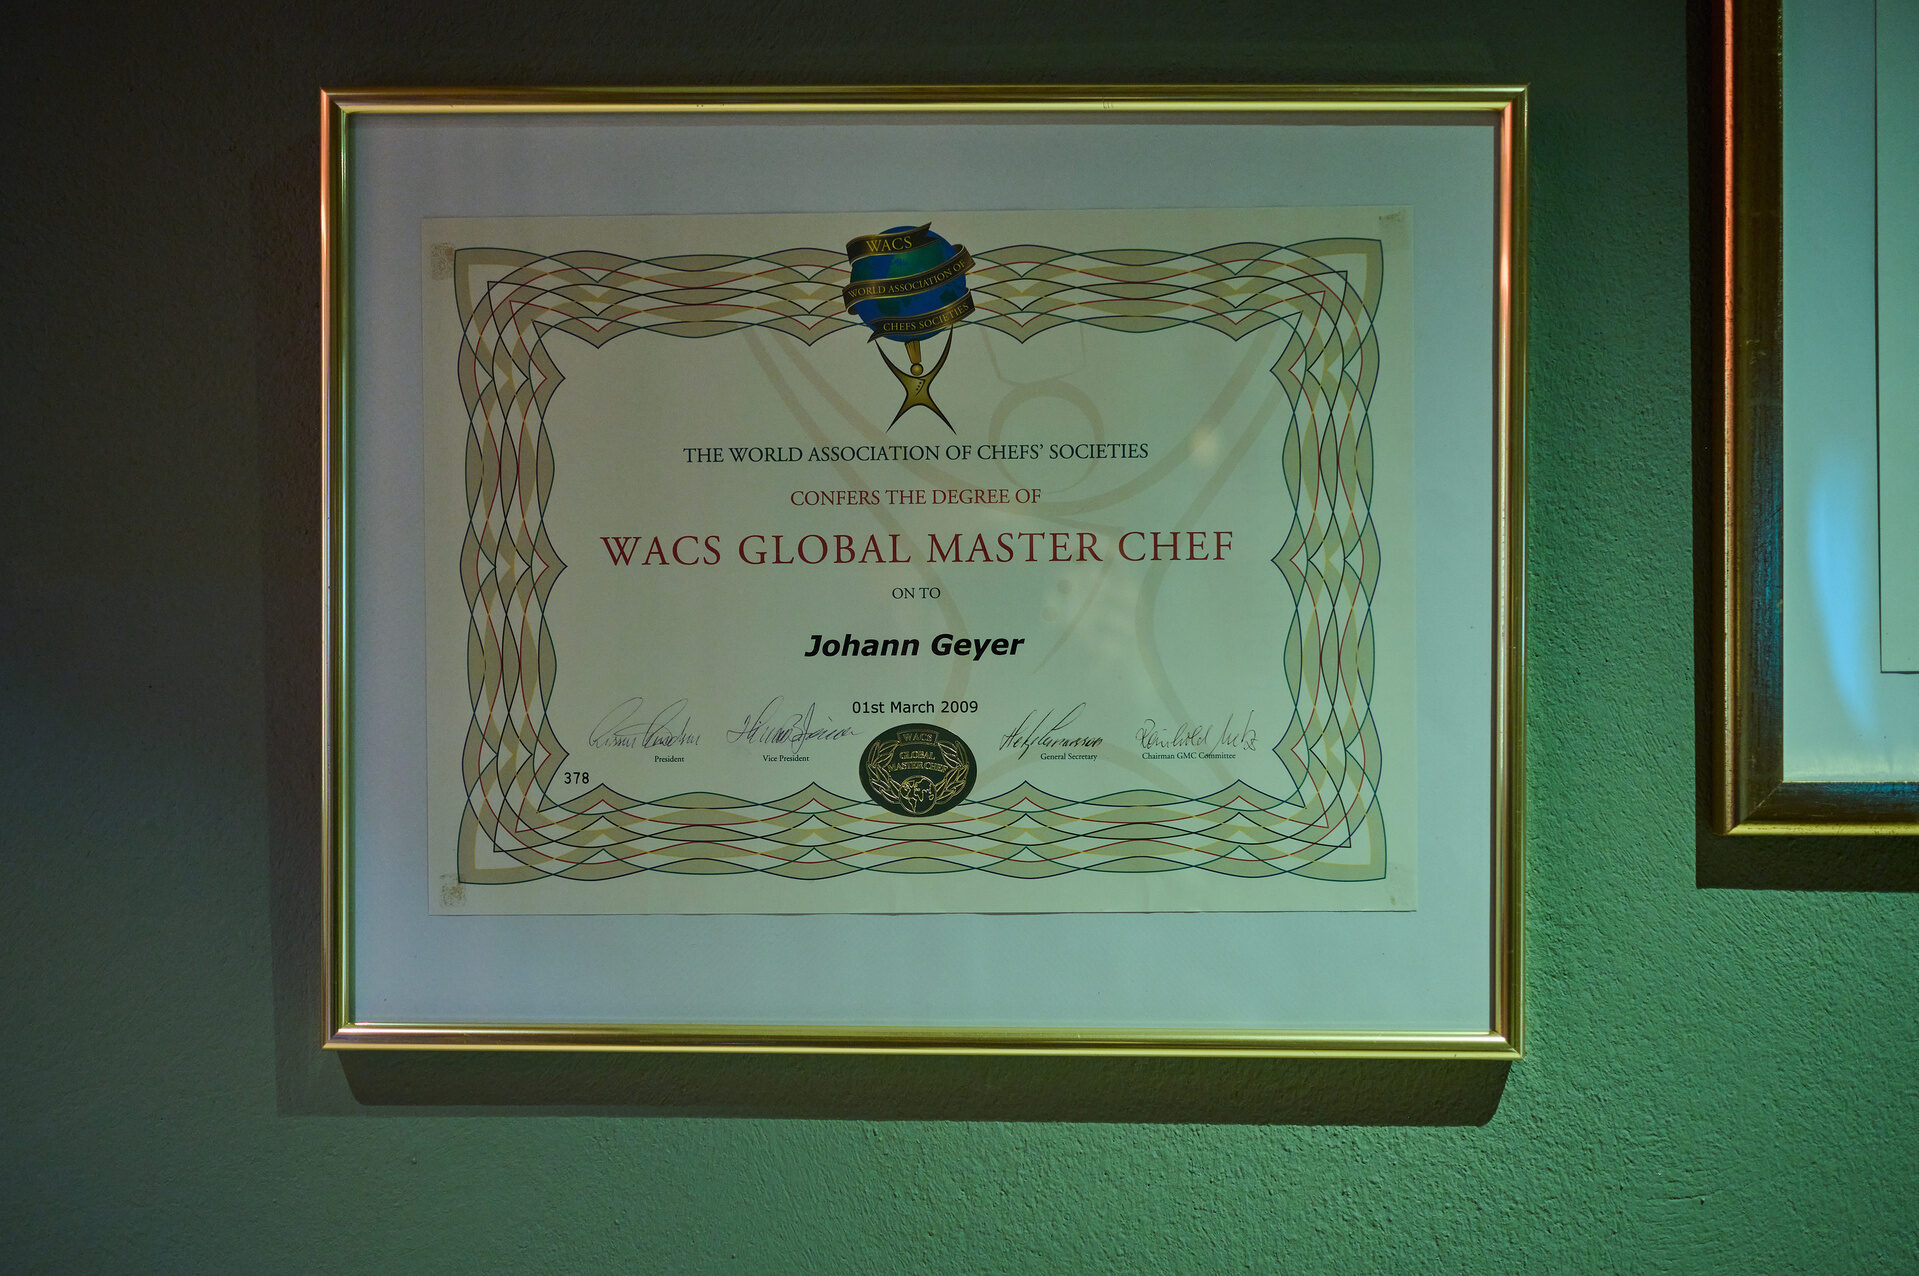 WACS
WORLD ASSOCIATION OF
CHEFS SOCIETIES
THE WORLD ASSOCIATION OF CHEFS' SOCIETIES
CONFERS THE DEGREE OF
WACS GLOBAL MASTER CHEF
ON TO
Johann Geyer
01st March 2009
President
Vice President
General Secretary
Chairman GMC Committee
378
WACS
GLOBAL
MASTER CHEF